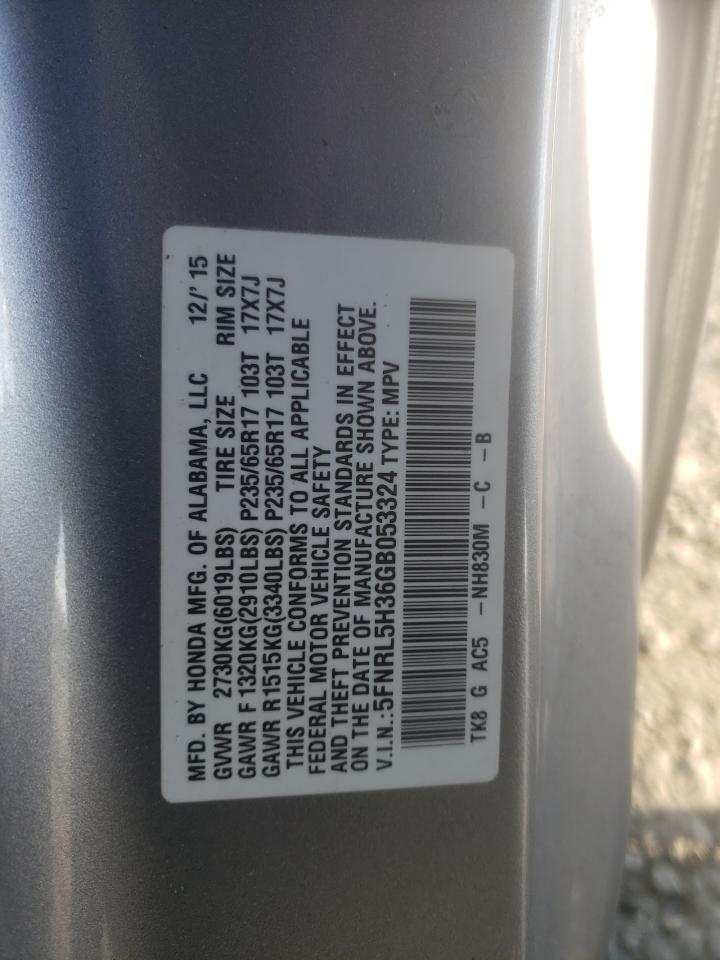 MFD. BY HONDA MFG. OF ALABAMA, LLC 12/'15
GVWR 2730KG(6019LBS) TIRE SIZE RIM SIZE
GAWR F 1320KG(2910LBS) P235/65R17 103T 17X7J
GAWR R 1515KG(3340LBS) P235/65R17 103T 17X7J
THIS VEHICLE CONFORMS TO ALL APPLICABLE
FEDERAL MOTOR VEHICLE SAFETY
AND THEFT PREVENTION STANDARDS IN EFFECT
ON THE DATE OF MANUFACTURE SHOWN ABOVE.
V.I.N.:5FNRL5H36GB053324 TYPE: MPV
TK8 G AC5 -NH830M -C -B